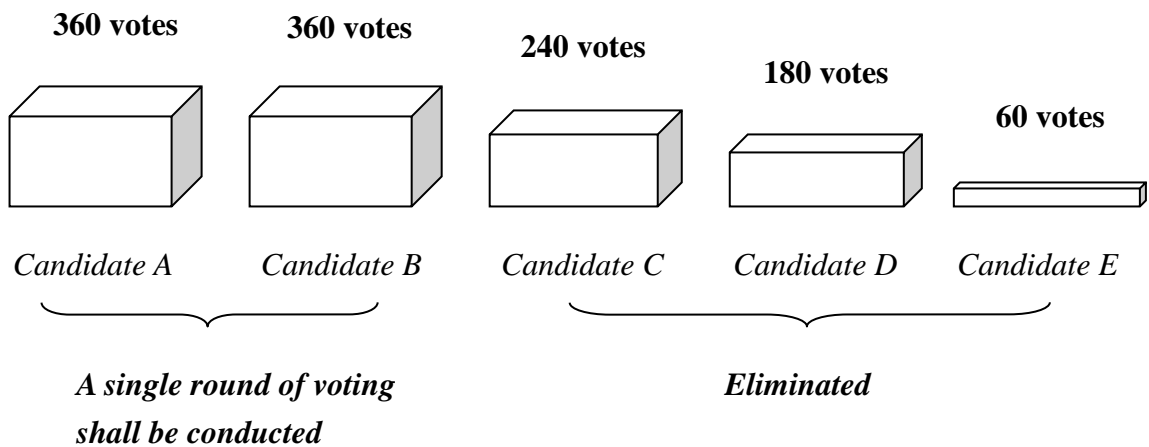 360 votes
360 votes
240 votes
180 votes
60 votes
Candidate A
Candidate B
Candidate C
Candidate D
Candidate E
A single round of voting
shall be conducted
Eliminated